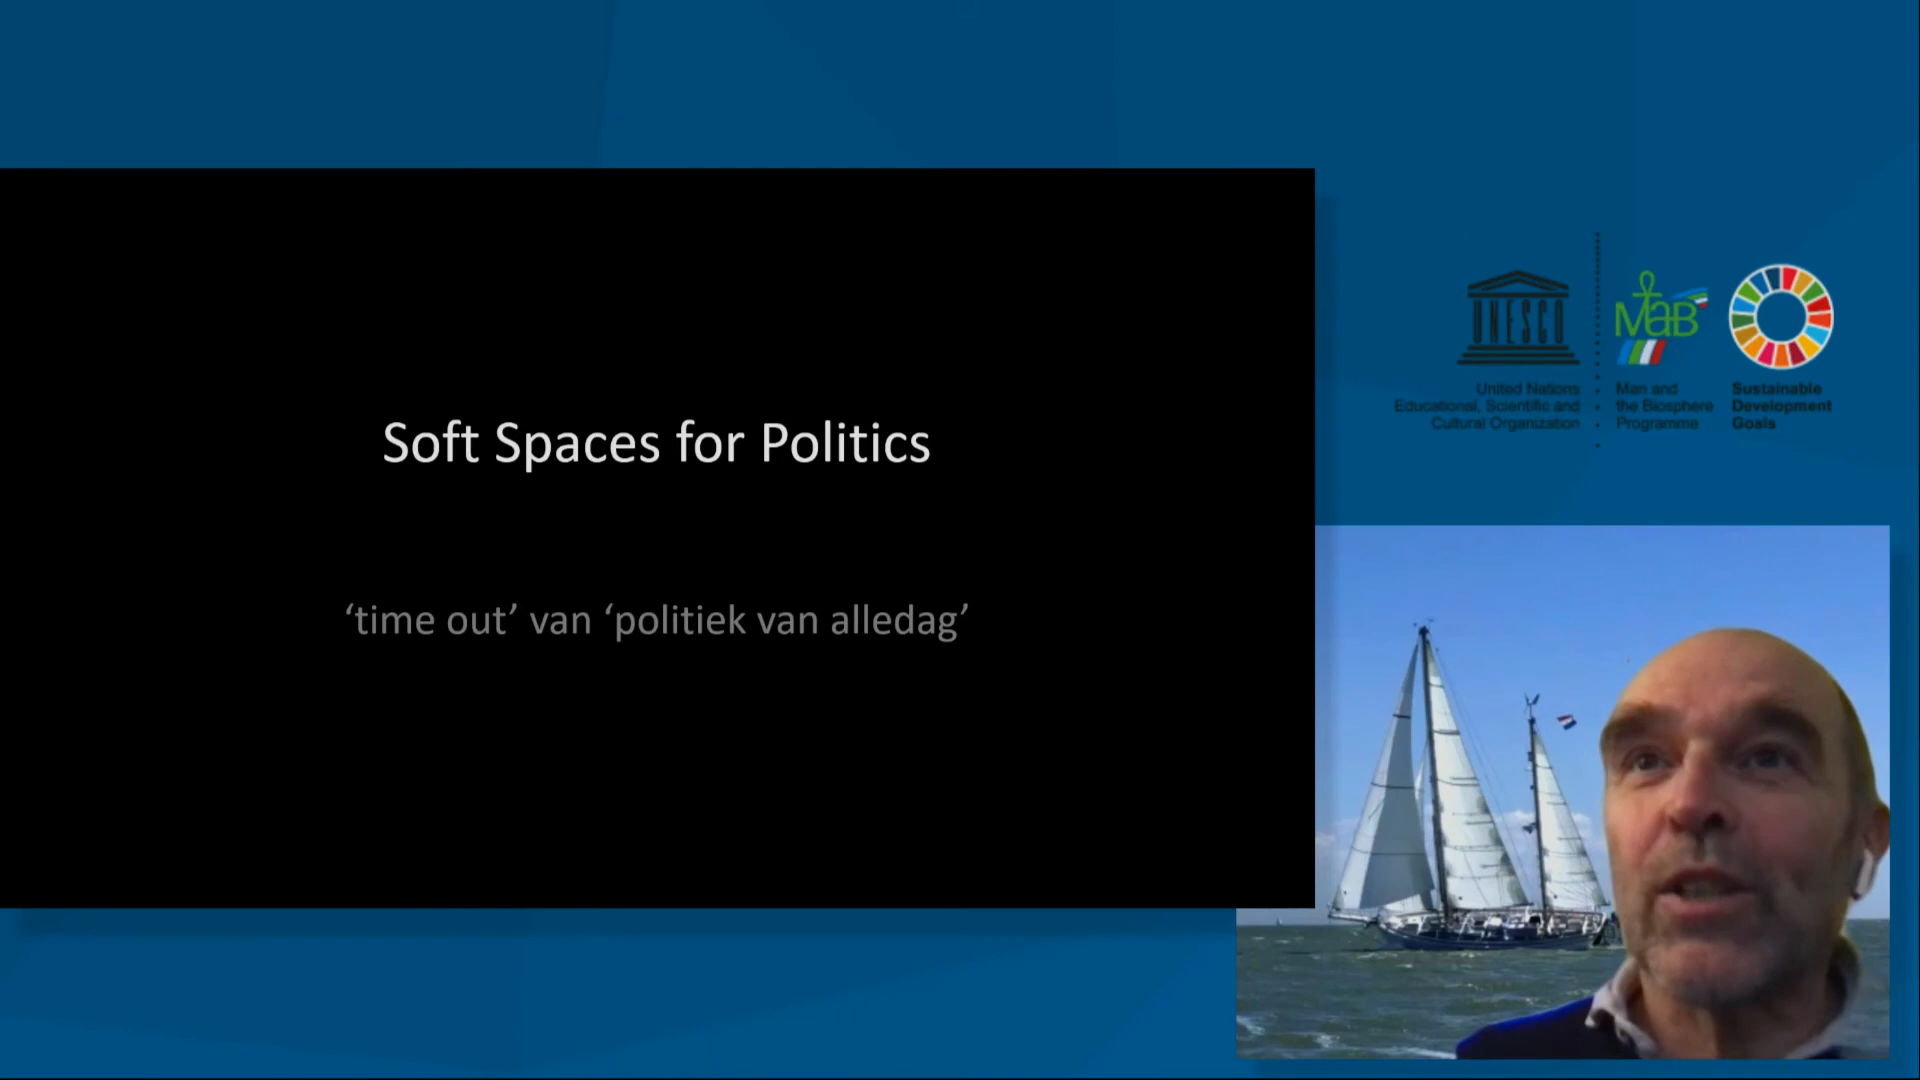 Soft Spaces for Politics
‘time out’ van ‘politiek van alledag’
UNESCO
MaB
United Nations
Educational, Scientific and
Cultural Organization
Man and
the Biosphere
Programme
Sustainable
Development
Goals